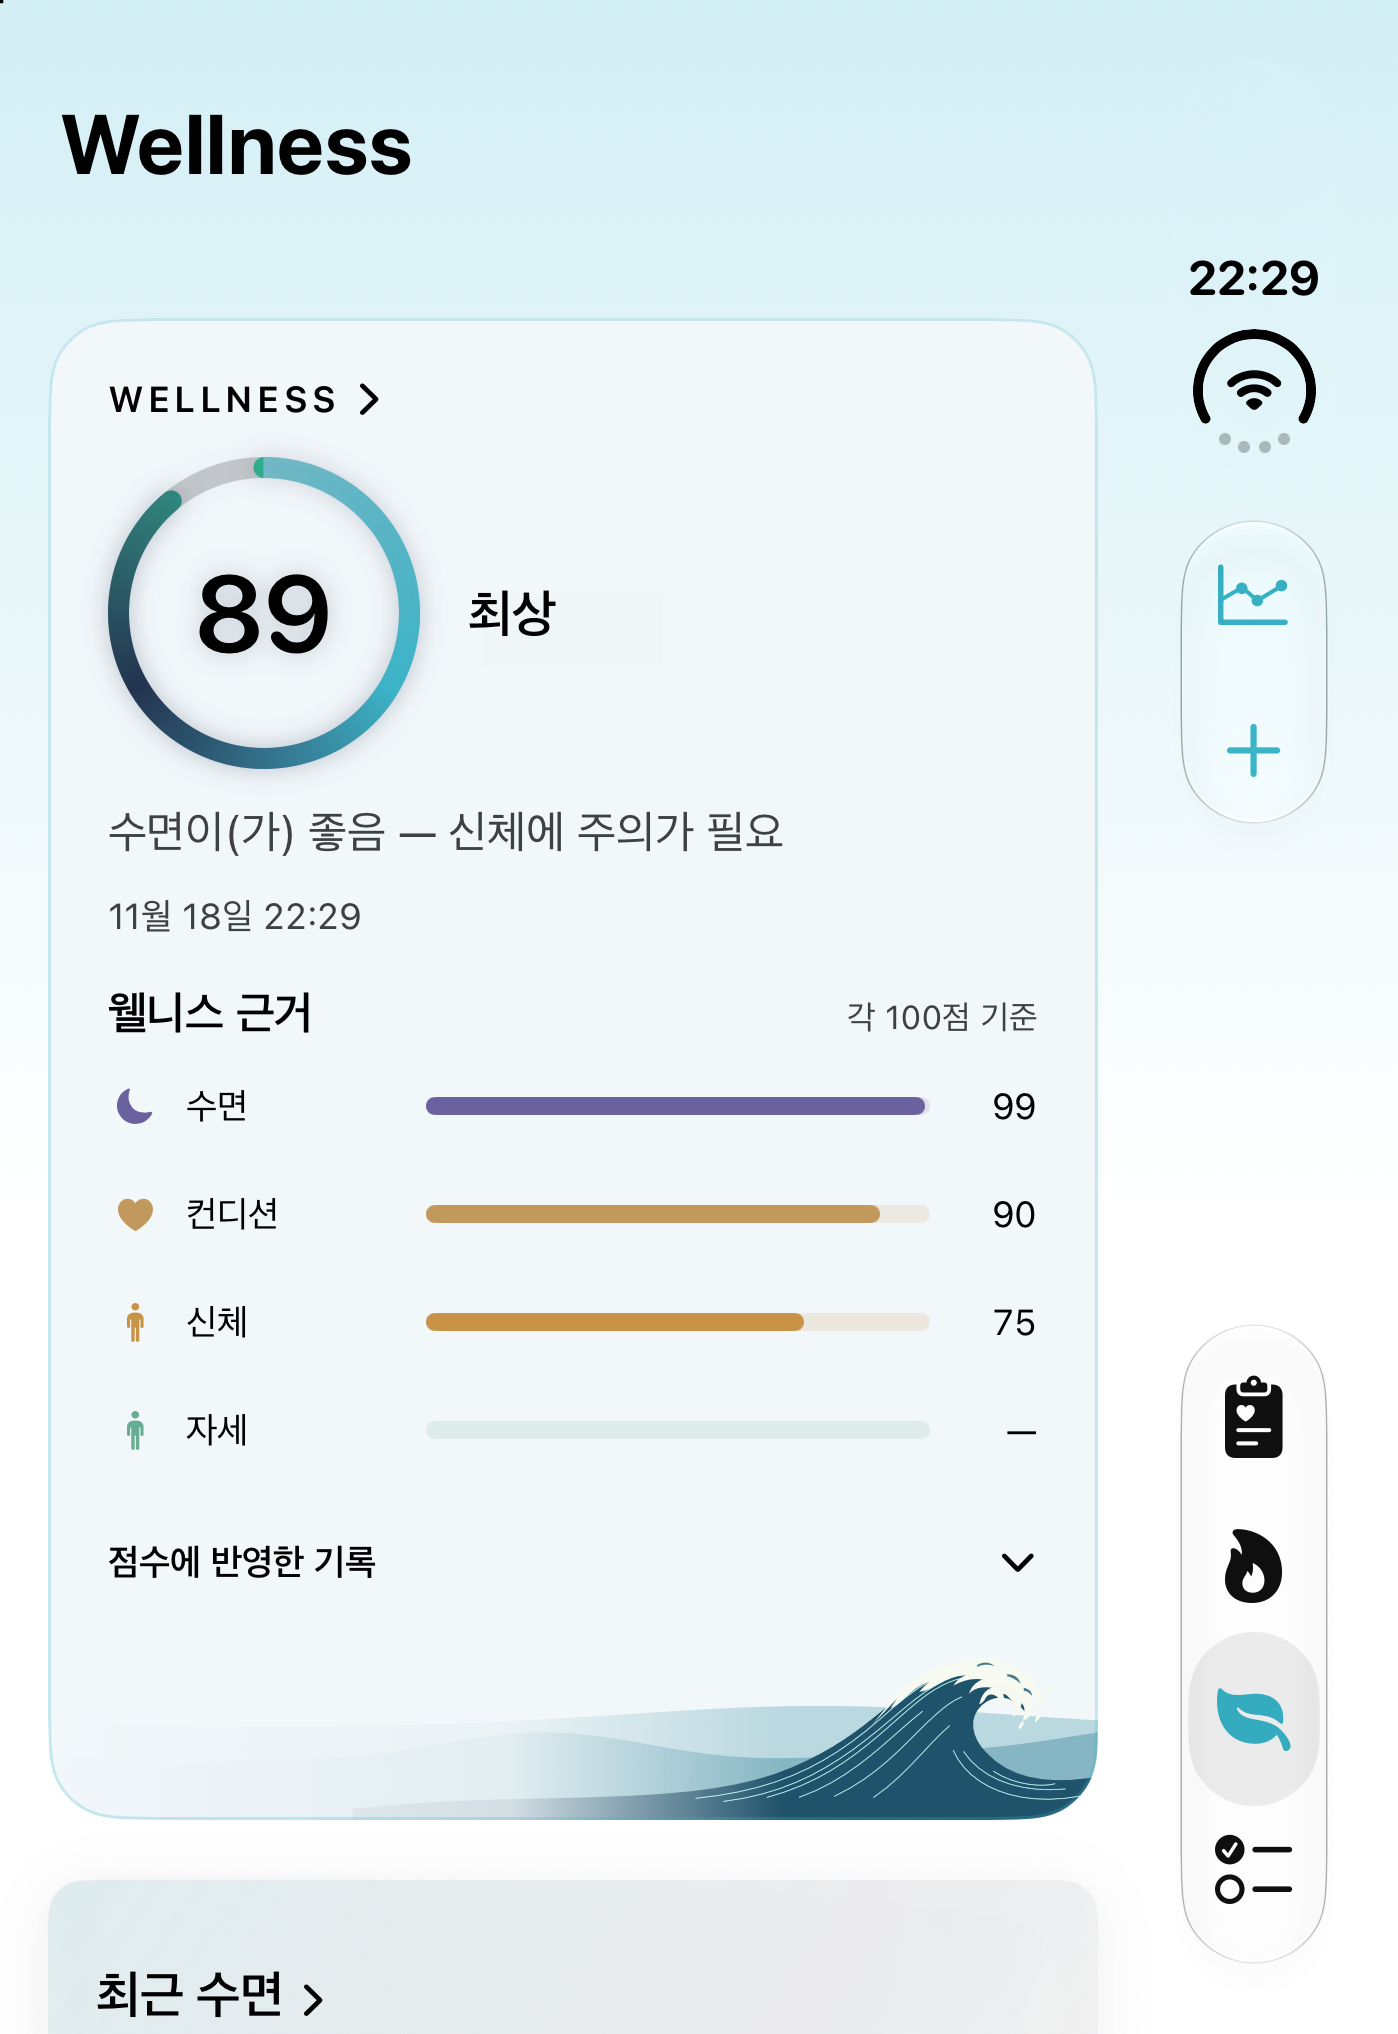 Wellness
22:29
WELLNESS
89
최상
수면이(가) 좋음 — 신체에 주의가 필요
11월 18일 22:29
웰니스 근거
각 100점 기준
수면 99
컨디션 90
신체 75
자세 —
점수에 반영한 기록
최근 수면